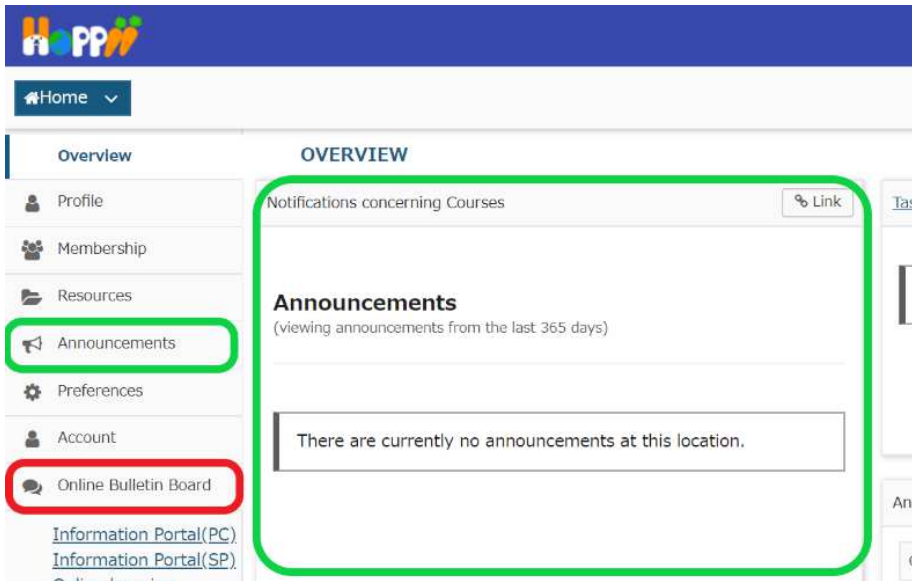 HOPPii
Home
Overview
Profile
Membership
Resources
Announcements
Preferences
Account
Online Bulletin Board
Information Portal(PC)
Information Portal(SP)
OVERVIEW
Notifications concerning Courses
Link
Announcements
(viewing announcements from the last 365 days)
There are currently no announcements at this location.